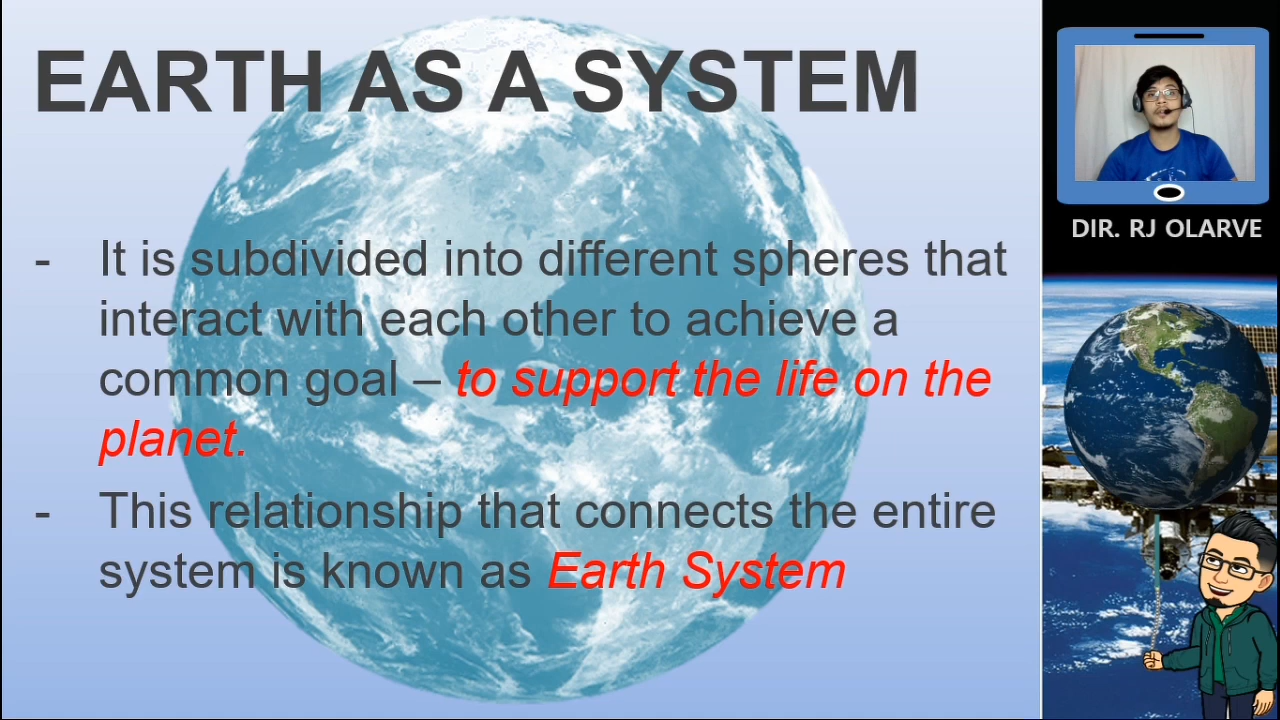 EARTH AS A SYSTEM
- It is subdivided into different spheres that
interact with each other to achieve a
common goal – to support the life on the
planet.
- This relationship that connects the entire
system is known as Earth System
DIR. RJ OLARVE